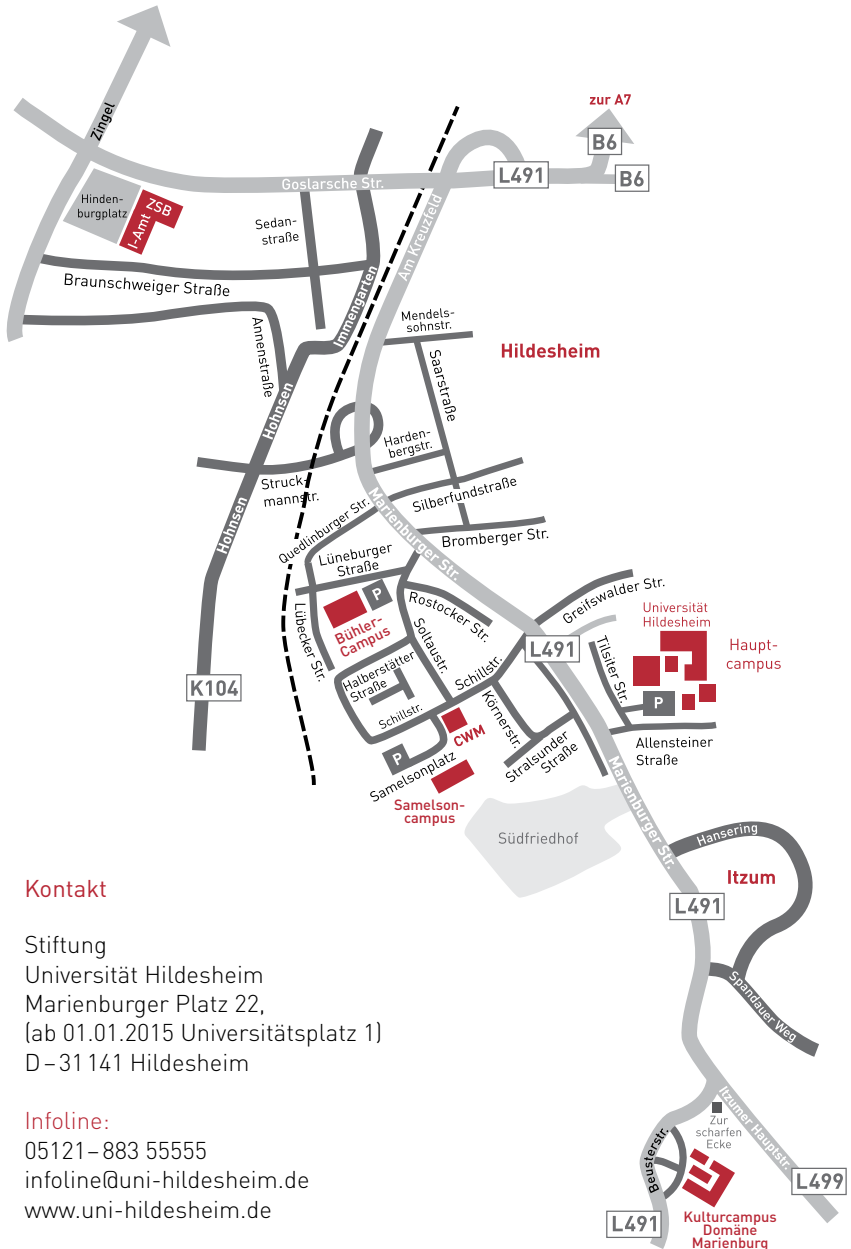 zur A7
Zingel
B6
Goslarsche Str.
L491
B6
Hinden-
burgplatz
ZSB
I-Amt
Sedan-
straße
Am Kreuzfeld
Braunschweiger Straße
Immengarten
Annenstraße
Mendels-
sohnstr.
Hildesheim
Saarstraße
Hohnsen
Harden-
bergstr.
Struck-
mannstr.
Silberfundstraße
Marienburger Str.
Quedlinburger Str.
Hohnsen
Bromberger Str.
Lüneburger
Straße
P
Greifswalder Str.
Rostocker Str.
Lübecker Str.
Bühler-
Campus
Soltaustr.
Universität
Hildesheim
Haupt-
campus
L491
Tilsiter Str.
P
K104
Halberstätter
Straße
Schillstr.
Schillstr.
Körnerstr.
CWM
Stralsunder
Straße
Allensteiner
Straße
P
Samelsonplatz
Samelson-
campus
Marienburger Str.
Südfriedhof
Hansering
Itzum
L491
Spandauer Weg
Kontakt
Stiftung
Universität Hildesheim
Marienburger Platz 22,
(ab 01.01.2015 Universitätsplatz 1)
D – 31 141 Hildesheim
Infoline:
05121 – 883 55555
infoline@uni-hildesheim.de
www.uni-hildesheim.de
Itzumer Hauptstr.
Zur
scharfen
Ecke
Beusterstr.
L499
L491
Kulturcampus
Domäne
Marienburg